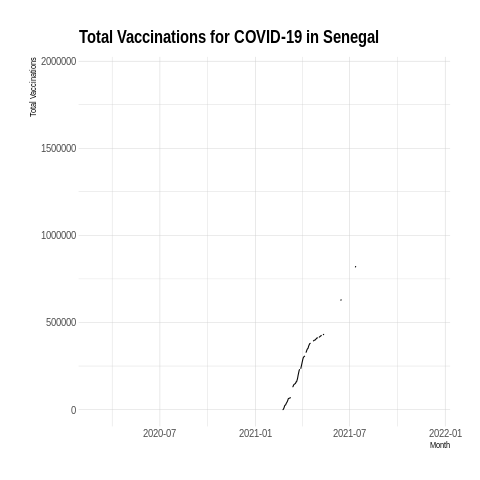 Total Vaccinations for COVID-19 in Senegal
Total Vaccinations
2000000
1500000
1000000
500000
0
2020-07 2021-01 2021-07 2022-01
Month